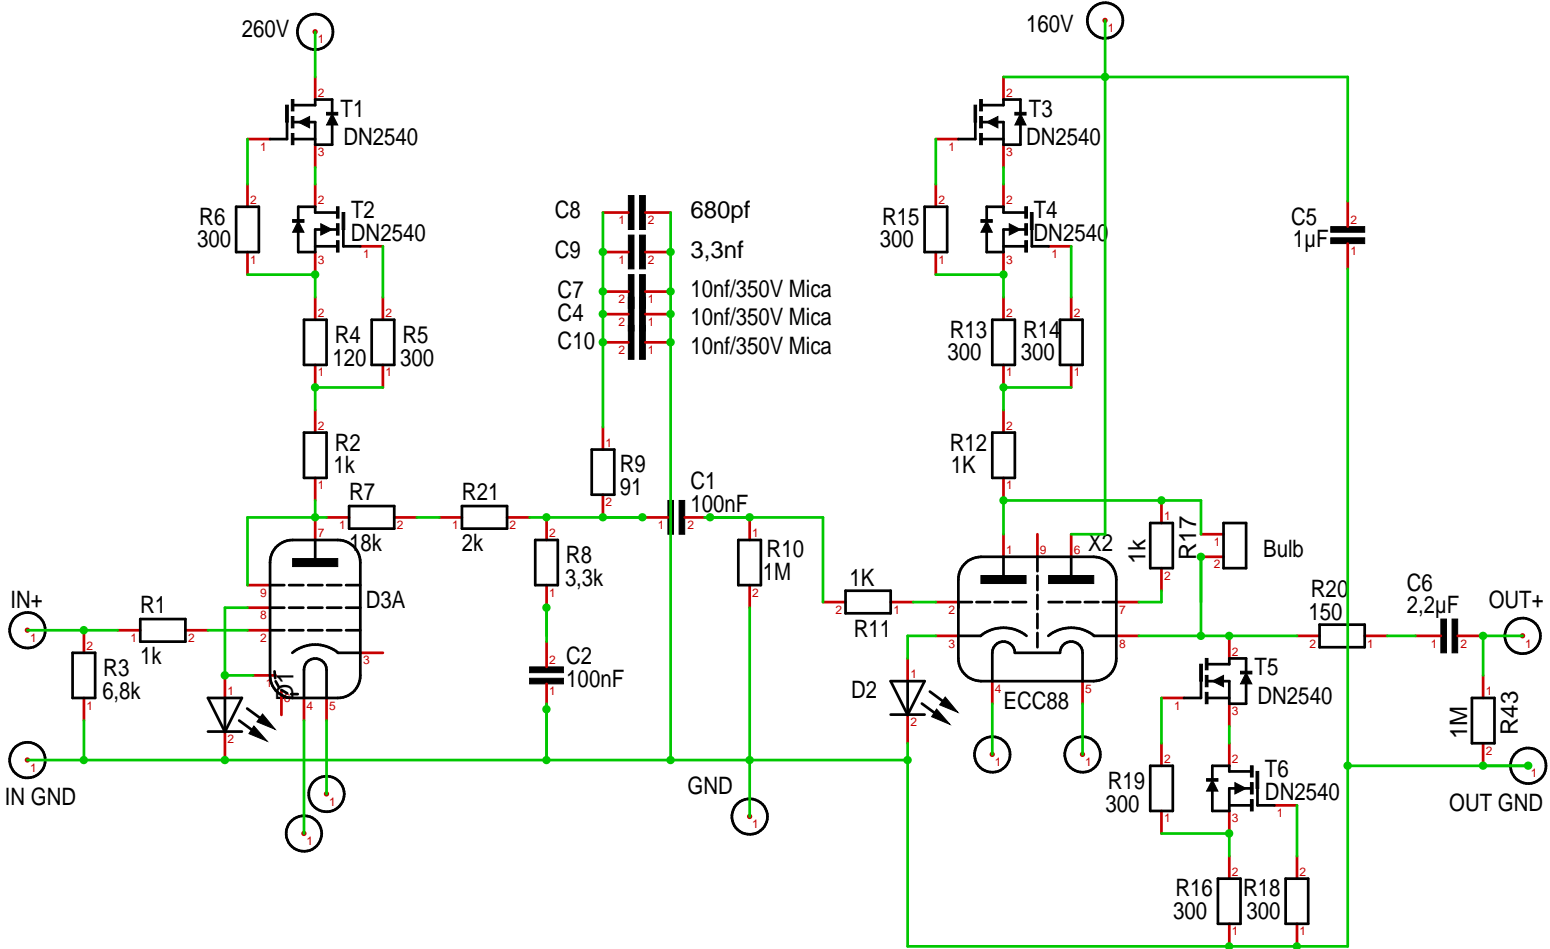 260V
160V
T1
DN2540
T3
DN2540
R6
300
T2
DN2540
C8
680pf
C9
3,3nf
C7
10nf/350V Mica
C4
10nf/350V Mica
C10
10nf/350V Mica
R15
300
T4
DN2540
C5
1µF
R4
120
R5
300
R13
300
R14
300
R2
1k
R9
91
C1
100nF
R12
1K
R7
18k
R21
2k
R8
3,3k
R10
1M
X2
1k
R17
Bulb
IN+
R1
1k
D3A
1K
R11
R20
150
C6
2,2µF
OUT+
R3
6,8k
C2
100nF
D2
ECC88
T5
DN2540
1M
R43
IN GND
GND
R19
300
T6
DN2540
OUT GND
R16
300
R18
300